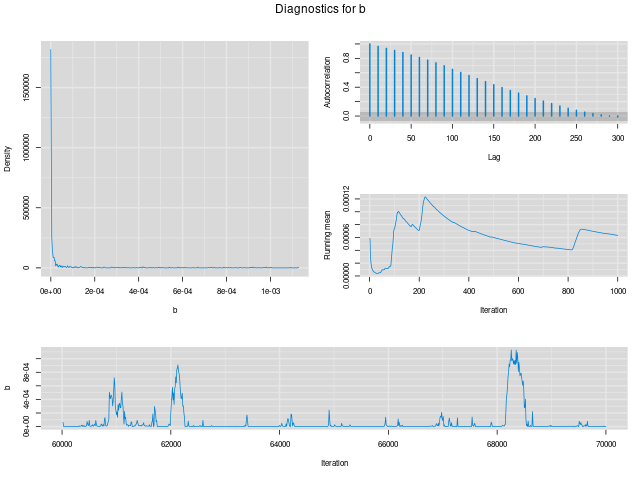 Diagnostics for b
Density
0 500000 1000000 1500000
0e+00 2e-04 4e-04 6e-04 8e-04 1e-03
b
Autocorrelation
0.0 0.4 0.8
0 50 100 150 200 250 300
Lag
Running mean
0.00000 0.00006 0.00012
0 200 400 600 800 1000
Iteration
b
0e+00 4e-04 8e-04
60000 62000 64000 66000 68000 70000
Iteration